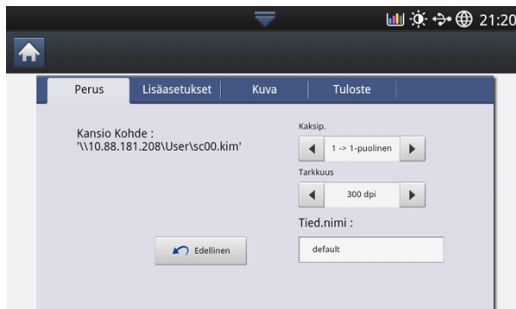 21:20
Perus
Lisäasetukset
Kuva
Tuloste
Kansio Kohde :
'\\10.88.181.208\User\sc00.kim'
Kaksip.
1 -> 1-puolinen
Tarkkuus
300 dpi
Tied.nimi :
default
Edellinen